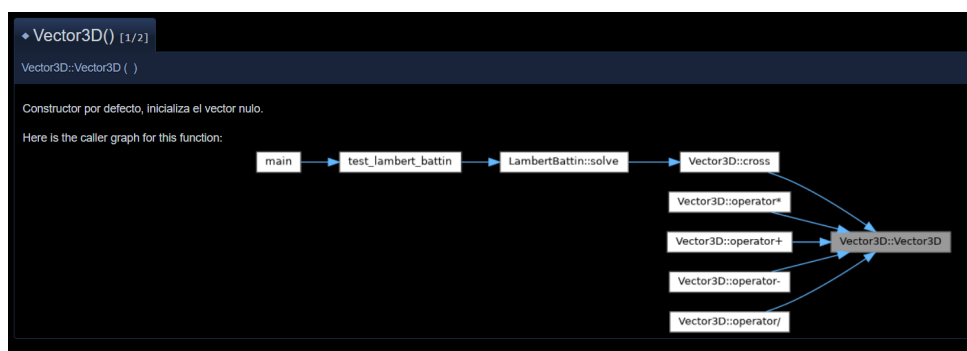 ◆ Vector3D() [1/2]
Vector3D::Vector3D ( )
Constructor por defecto, inicializa el vector nulo.
Here is the caller graph for this function:
main
test_lambert_battin
LambertBattin::solve
Vector3D::cross
Vector3D::operator*
Vector3D::operator+
Vector3D::operator-
Vector3D::operator/
Vector3D::Vector3D